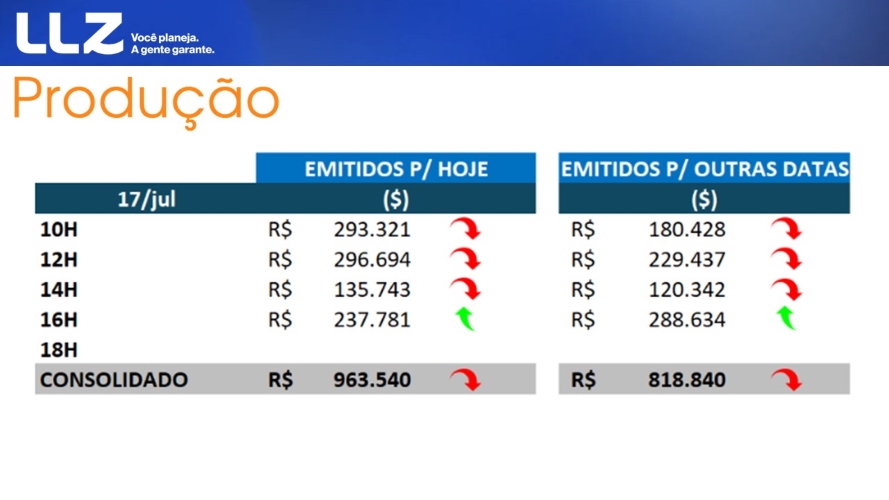 LLZ
Você planeja.
A gente garante.
Produção
EMITIDOS P/ HOJE EMITIDOS P/ OUTRAS DATAS
17/jul ($) ($)
10H R$ 293.321 R$ 180.428
12H R$ 296.694 R$ 229.437
14H R$ 135.743 R$ 120.342
16H R$ 237.781 R$ 288.634
18H
CONSOLIDADO R$ 963.540 R$ 818.840